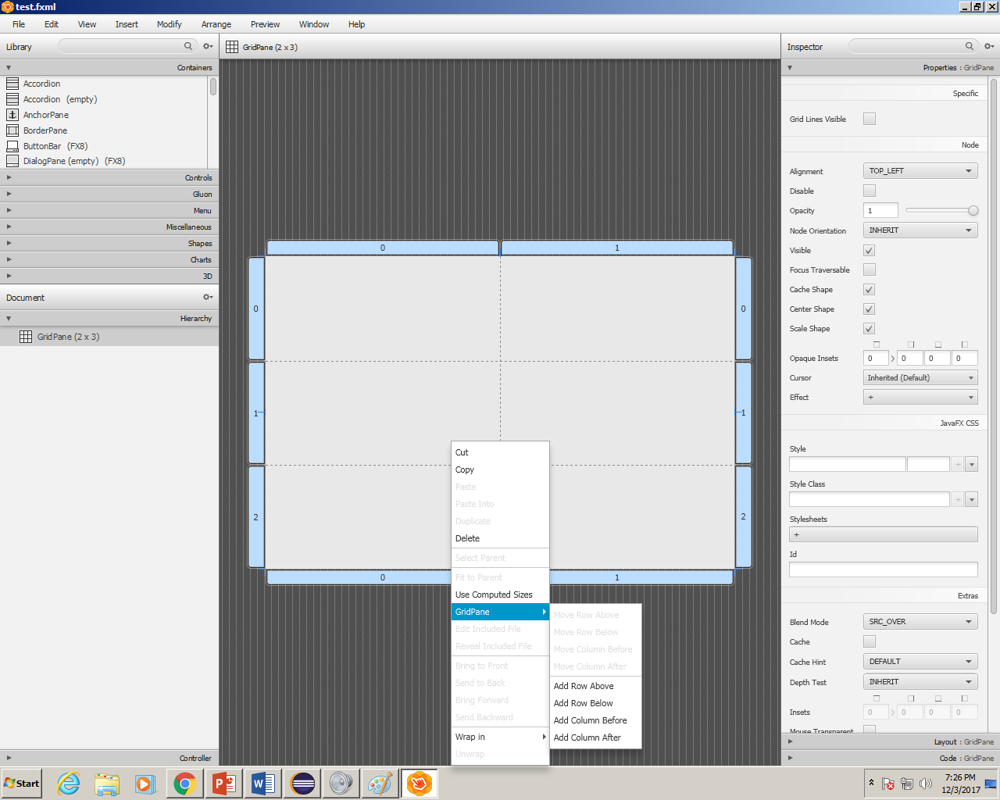 test.fxml
File Edit View Insert Modify Arrange Preview Window Help
Library
Containers
Accordion
Accordion (empty)
AnchorPane
BorderPane
ButtonBar (FX8)
DialogPane (empty) (FX8)
Controls
Gluon
Menu
Miscellaneous
Shapes
Charts
3D
Document
Hierarchy
GridPane (2 x 3)
Controller
GridPane (2 x 3)
0 1
0 0
1 1
2 2
0 1
Cut
Copy
Paste
Paste Into
Duplicate
Delete
Select Parent
Fit to Parent
Use Computed Sizes
GridPane
Edit Included File
Reveal Included File
Bring to Front
Send to Back
Bring Forward
Send Backward
Wrap in
Unwrap
Move Row Above
Move Row Below
Move Column Before
Move Column After
Add Row Above
Add Row Below
Add Column Before
Add Column After
Inspector
Properties : GridPane
Specific
Grid Lines Visible
Node
Alignment TOP_LEFT
Disable
Opacity 1
Node Orientation INHERIT
Visible
Focus Traversable
Cache Shape
Center Shape
Scale Shape
Opaque Insets 0 0 0 0
Cursor Inherited (Default)
Effect +
JavaFX CSS
Style
+
Style Class
+
Stylesheets
+
Id
Extras
Blend Mode SRC_OVER
Cache
Cache Hint DEFAULT
Depth Test INHERIT
Insets 0 0 0 0
Mouse Transparent
Layout : GridPane
Code : GridPane
Start
7:26 PM
12/3/2017